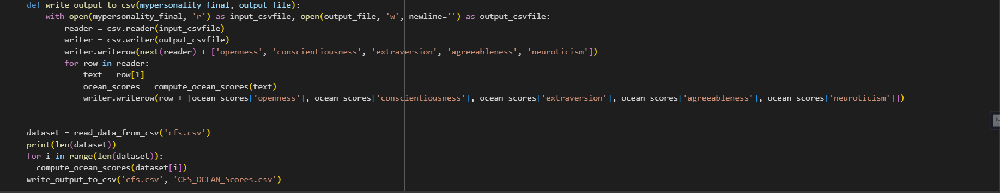 def write_output_to_csv(mypersonality_final, output_file):
    with open(mypersonality_final, 'r') as input_csvfile, open(output_file, 'w', newline='') as output_csvfile:
        reader = csv.reader(input_csvfile)
        writer = csv.writer(output_csvfile)
        writer.writerow(next(reader) + ['openness', 'conscientiousness', 'extraversion', 'agreeableness', 'neuroticism'])
        for row in reader:
            text = row[1]
            ocean_scores = compute_ocean_scores(text)
            writer.writerow(row + [ocean_scores['openness'], ocean_scores['conscientiousness'], ocean_scores['extraversion'], ocean_scores['agreeableness'], ocean_scores['neuroticism']])
dataset = read_data_from_csv('cfs.csv')
print(len(dataset))
for i in range(len(dataset)):
  compute_ocean_scores(dataset[i])
write_output_to_csv('cfs.csv', 'CFS_OCEAN_Scores.csv')